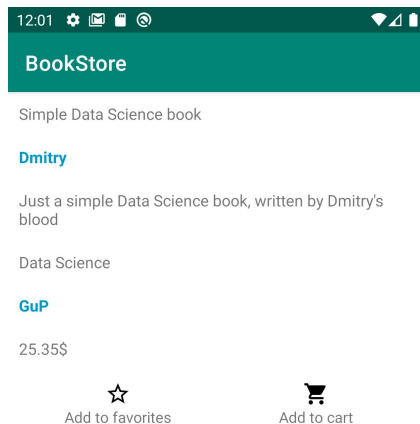 12:01
BookStore
Simple Data Science book
Dmitry
Just a simple Data Science book, written by Dmitry's
blood
Data Science
GuP
25.35$
Add to favorites
Add to cart